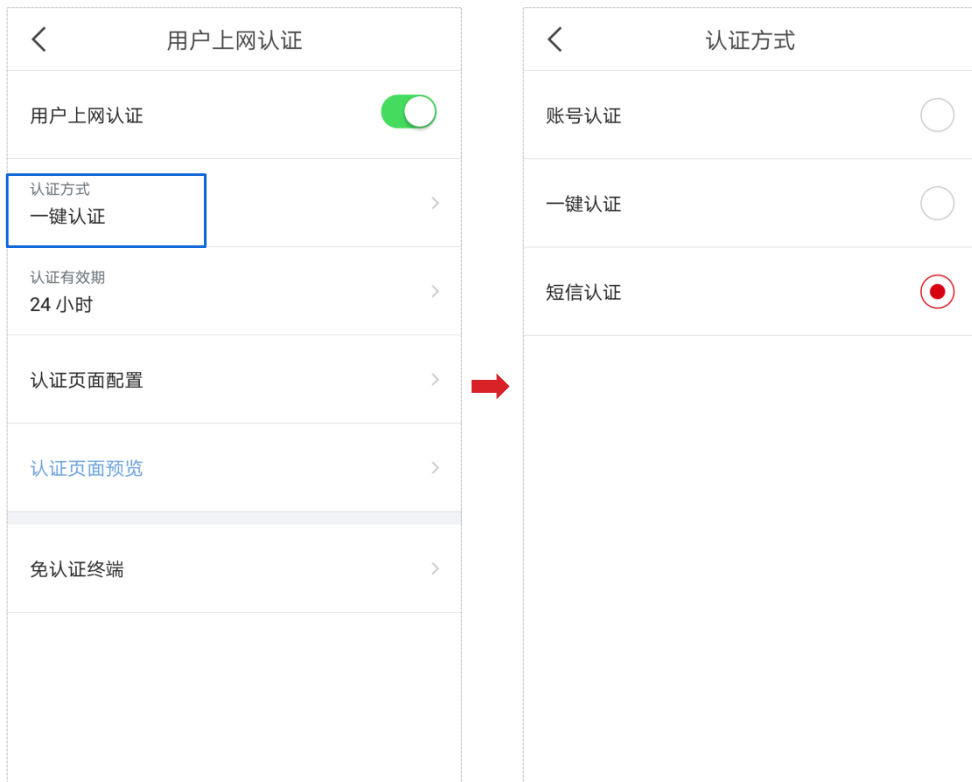 用户上网认证
用户上网认证
认证方式
一键认证
认证有效期
24 小时
认证页面配置
认证页面预览
免认证终端
认证方式
账号认证
一键认证
短信认证